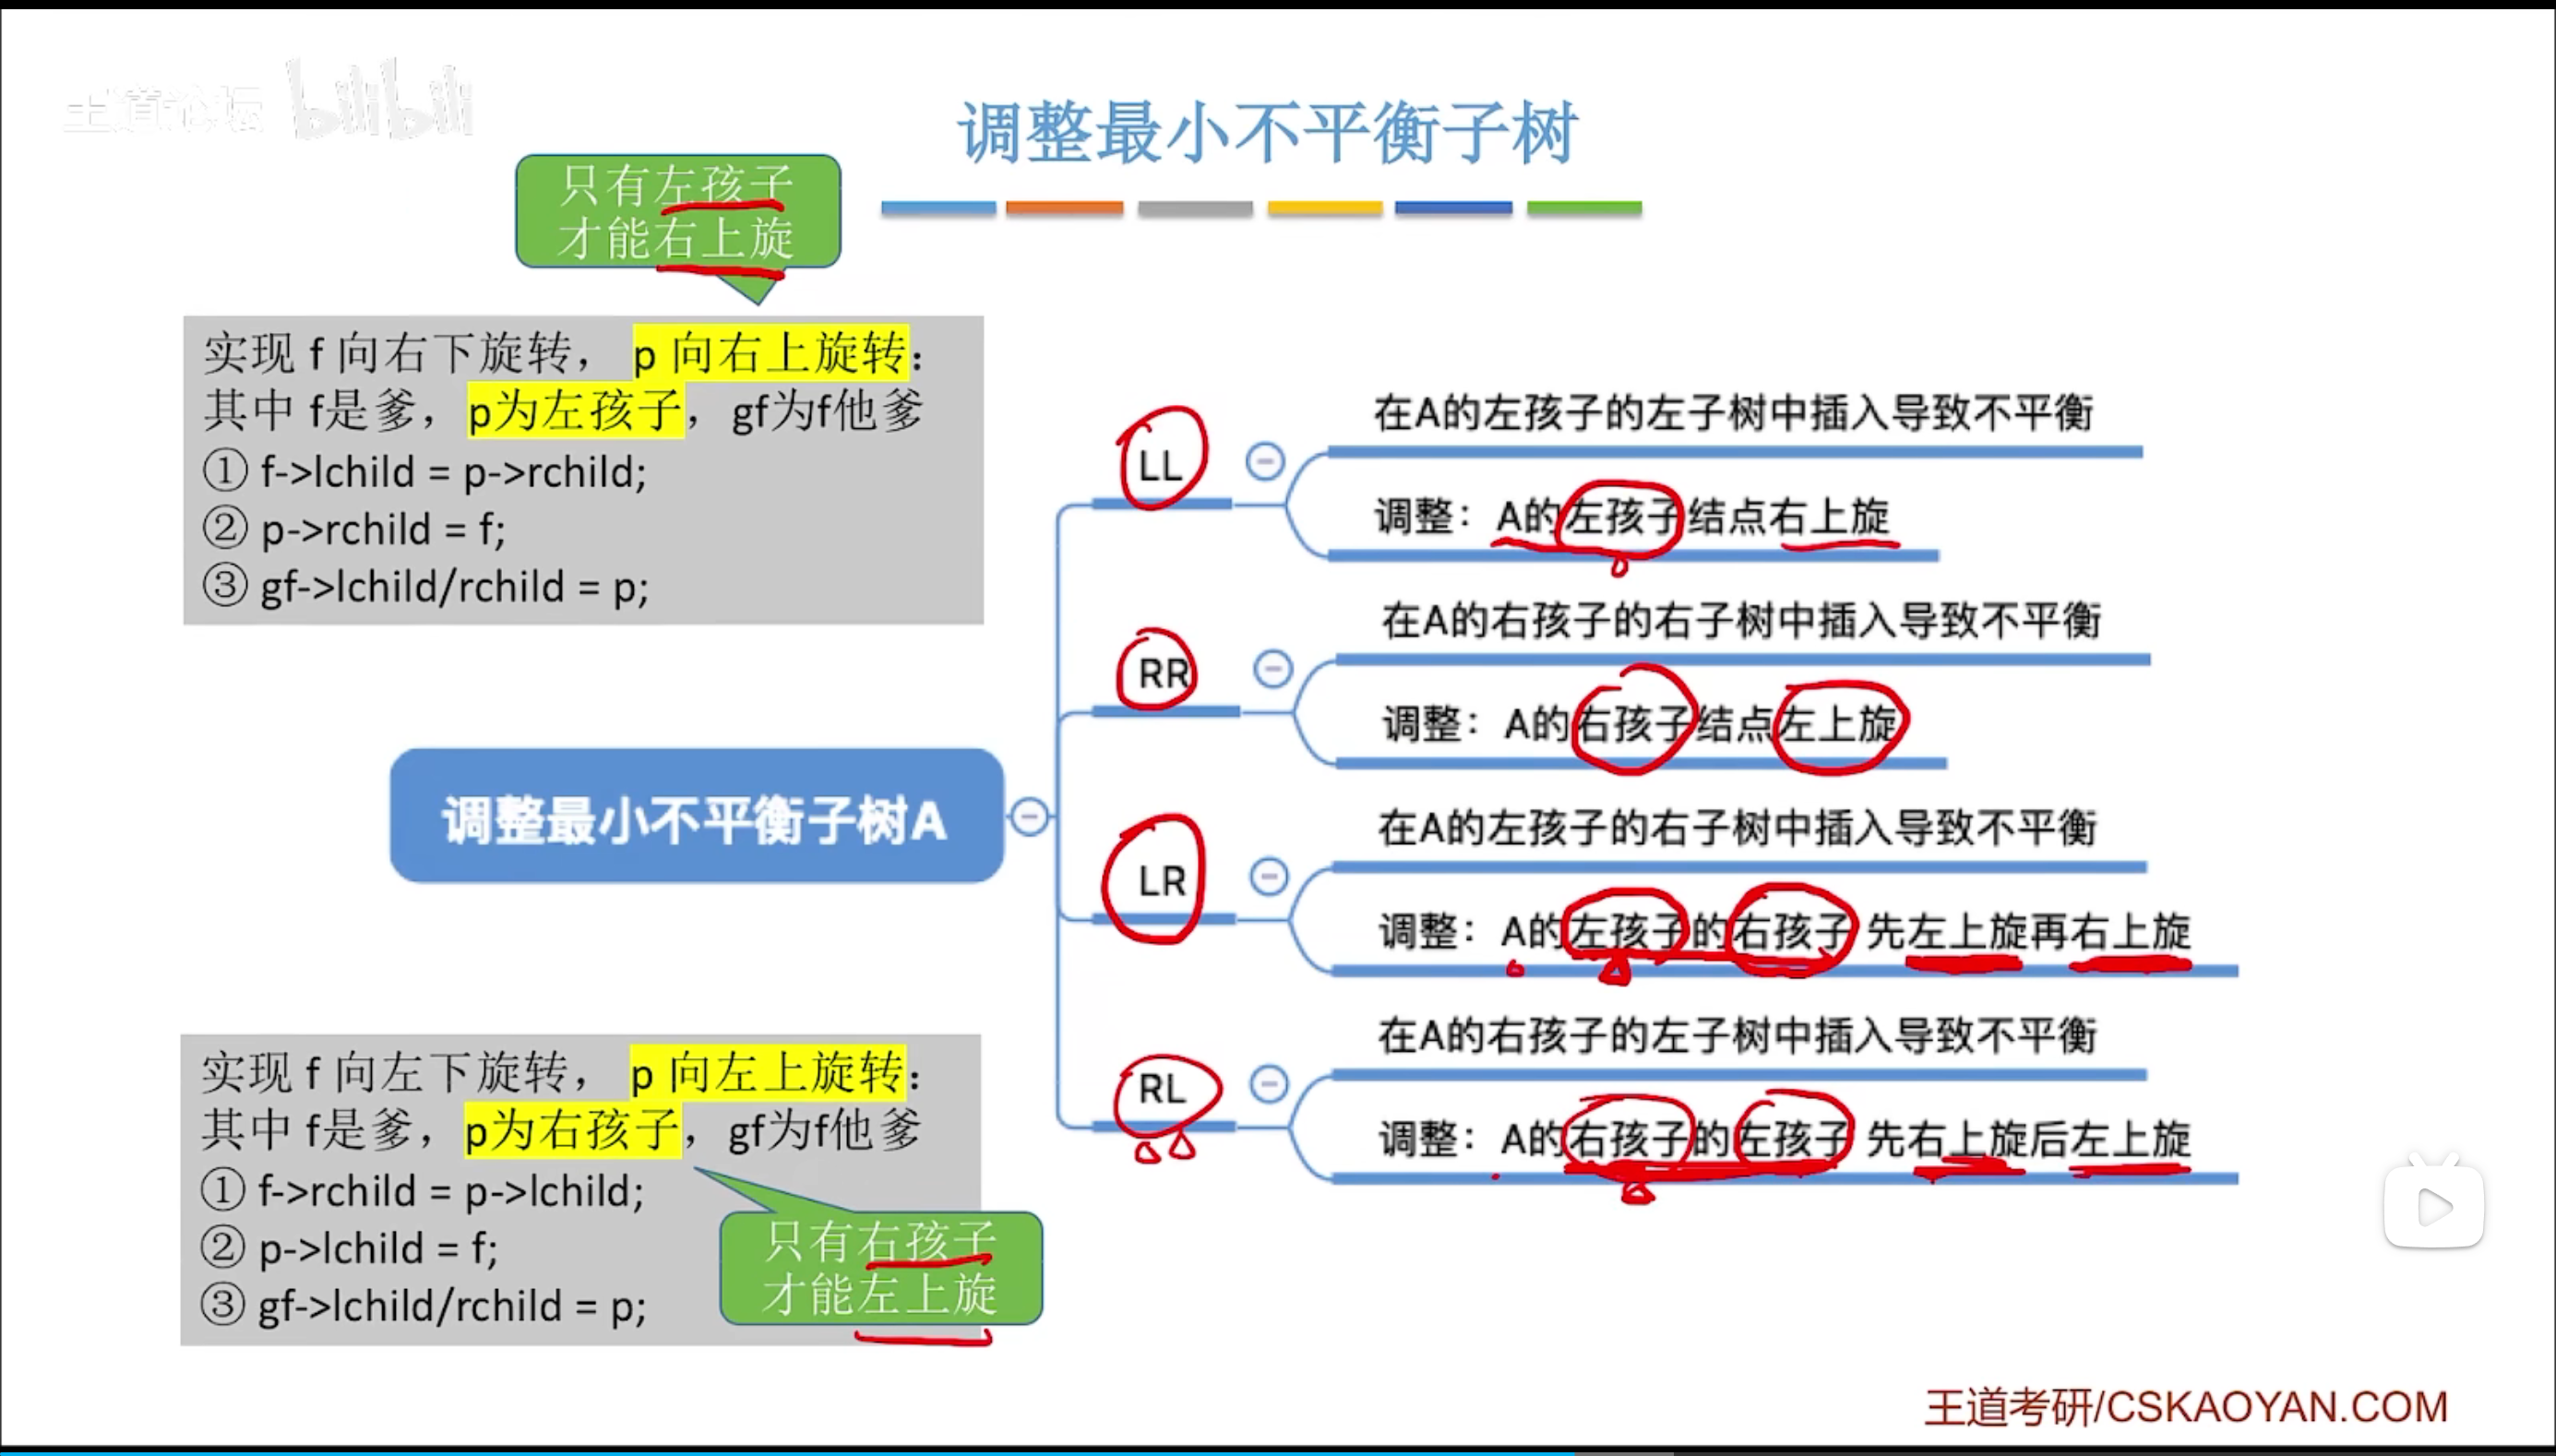 王道论坛 bilibili
调整最小不平衡子树
只有左孩子
才能右上旋
实现 f 向右下旋转， p 向右上旋转：
其中 f是爹，p为左孩子，gf为f他爹
① f->lchild = p->rchild;
② p->rchild = f;
③ gf->lchild/rchild = p;
调整最小不平衡子树A
LL
在A的左孩子的左子树中插入导致不平衡
调整：A的左孩子结点右上旋
RR
在A的右孩子的右子树中插入导致不平衡
调整：A的右孩子结点左上旋
LR
在A的左孩子的右子树中插入导致不平衡
调整：A的左孩子的右孩子 先左上旋再右上旋
RL
在A的右孩子的左子树中插入导致不平衡
调整：A的右孩子的左孩子 先右上旋后左上旋
实现 f 向左下旋转， p 向左上旋转：
其中 f是爹，p为右孩子，gf为f他爹
① f->rchild = p->lchild;
② p->lchild = f;
③ gf->lchild/rchild = p;
只有右孩子
才能左上旋
王道考研/CSKAOYAN.COM